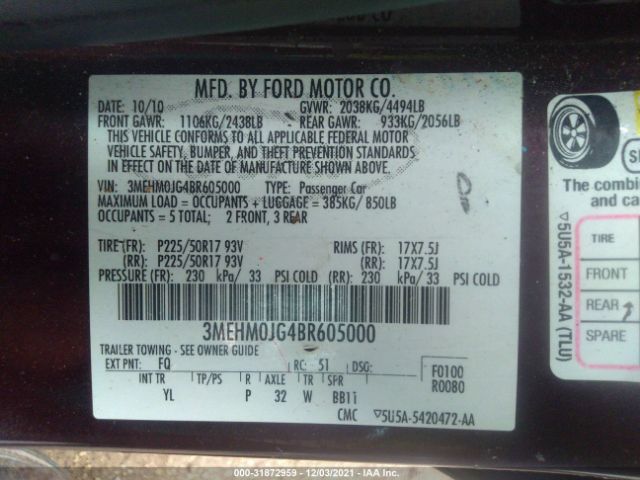 MFD. BY FORD MOTOR CO.
DATE: 10/10 GVWR: 2038KG/4494LB
FRONT GAWR: 1106KG/2438LB REAR GAWR: 933KG/2056LB
THIS VEHICLE CONFORMS TO ALL APPLICABLE FEDERAL MOTOR
VEHICLE SAFETY, BUMPER, AND THEFT PREVENTION STANDARDS
IN EFFECT ON THE DATE OF MANUFACTURE SHOWN ABOVE.
VIN: 3MEHM0JG4BR605000 TYPE: Passenger Car
MAXIMUM LOAD = OCCUPANTS + LUGGAGE = 385KG/850LB
OCCUPANTS = 5 TOTAL; 2 FRONT, 3 REAR
TIRE (FR): P225/50R17 93V RIMS (FR): 17X7.5J
(RR): P225/50R17 93V (RR): 17X7.5J
PRESSURE (FR): 230 kPa/ 33 PSI COLD (RR): 230 kPa/ 33 PSI COLD
3MEHM0JG4BR605000
TRAILER TOWING - SEE OWNER GUIDE
EXT PNT: FQ RC: 51 DSO: F0100
R0080
INT TR TP/PS R AXLE TR SPR
YL P 32 W BB11
CMC ▽5U5A-5420472-AA
▽5U5A-1532-AA (TLU)
The combin
and ca
TIRE
FRONT
REAR
SPARE
000-31872959 - 12/03/2021 - IAA Inc.